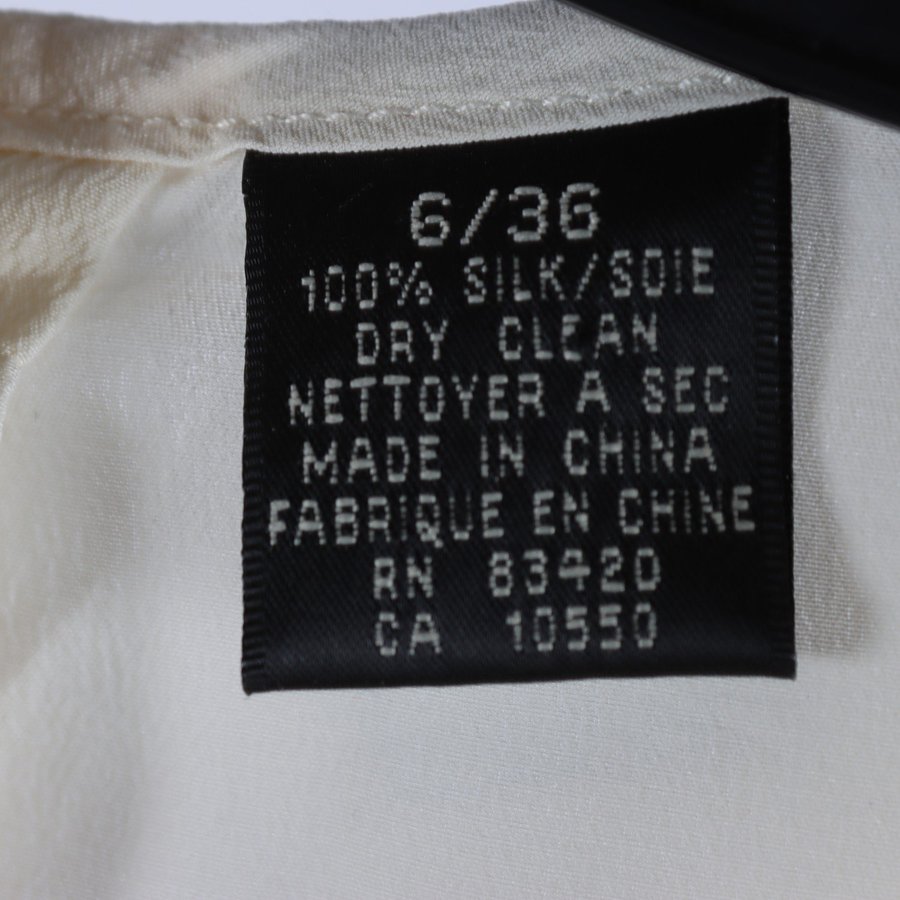 6/36
100% SILK/SOIE
DRY CLEAN
NETTOYER A SEC
MADE IN CHINA
FABRIQUE EN CHINE
RN 83420
CA 10550